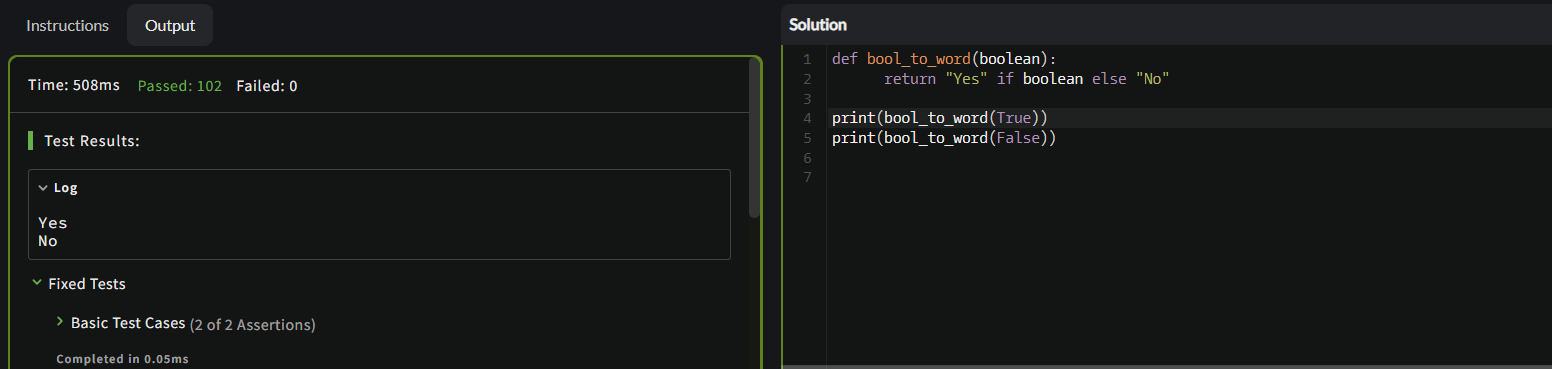 Instructions Output
Time: 508ms Passed: 102 Failed: 0
Test Results:
Log
Yes
No
Fixed Tests
Basic Test Cases (2 of 2 Assertions)
Completed in 0.05ms
Solution
1 def bool_to_word(boolean):
2 return "Yes" if boolean else "No"
3
4 print(bool_to_word(True))
5 print(bool_to_word(False))
6
7